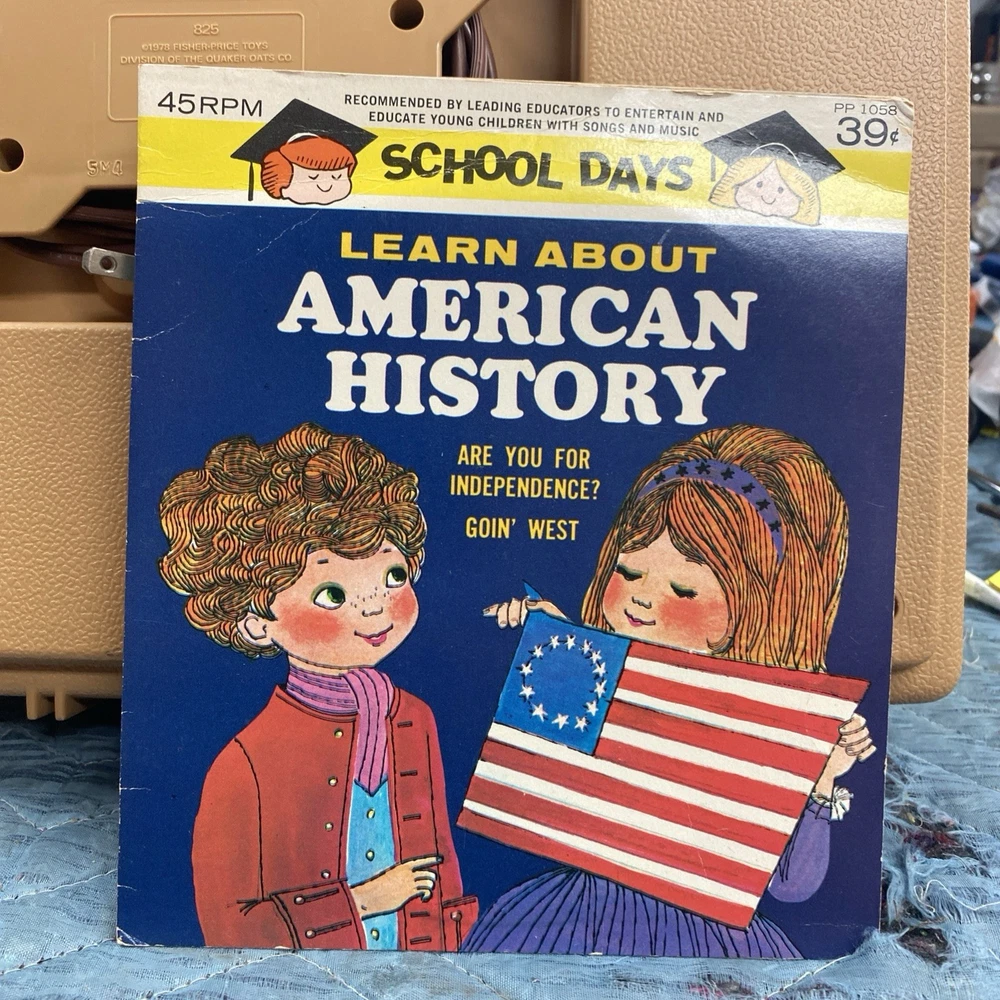 825
©1978 FISHER-PRICE TOYS
DIVISION OF THE QUAKER OATS CO.
5×4
45RPM
RECOMMENDED BY LEADING EDUCATORS TO ENTERTAIN AND
EDUCATE YOUNG CHILDREN WITH SONGS AND MUSIC
PP 1058
39¢
SCHOOL DAYS
LEARN ABOUT
AMERICAN
HISTORY
ARE YOU FOR
INDEPENDENCE?
GOIN' WEST